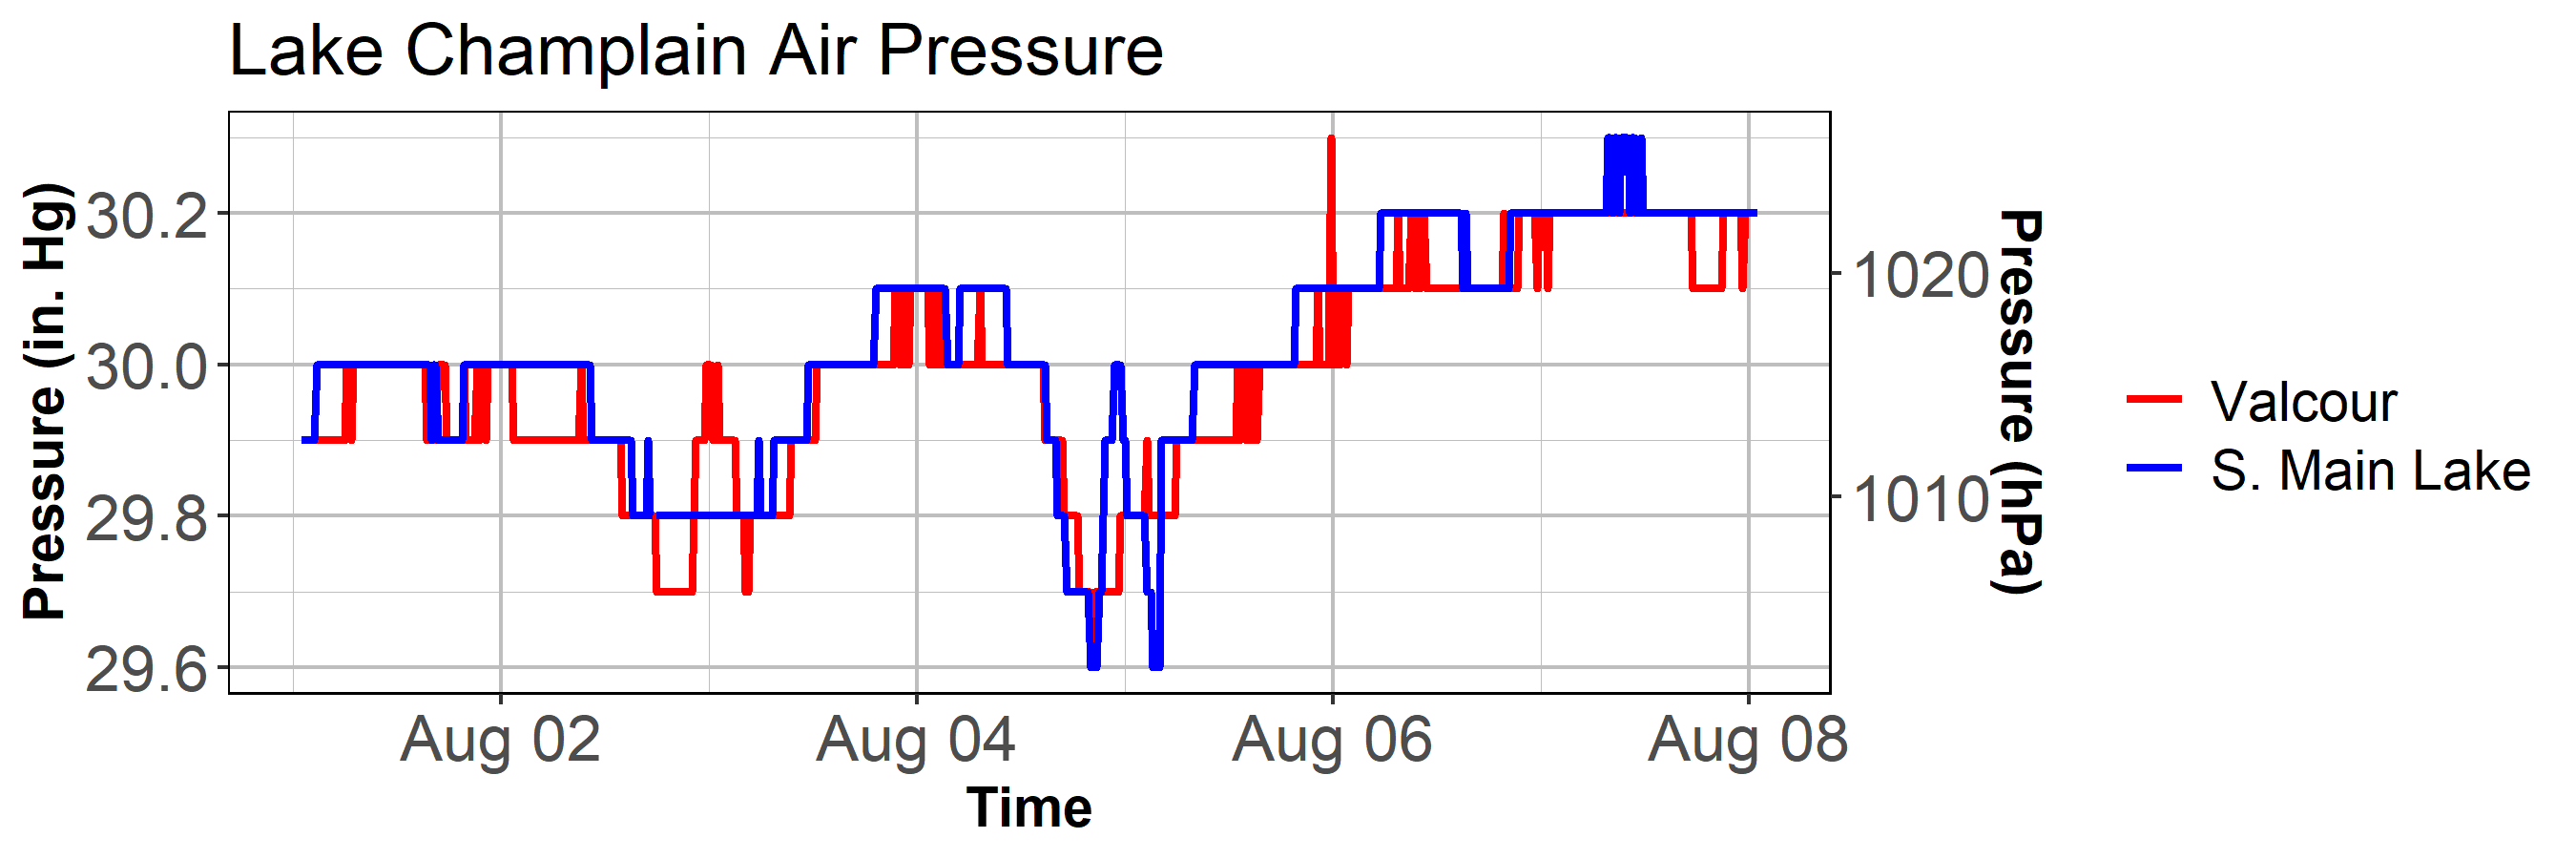 Lake Champlain Air Pressure
Pressure (in. Hg)
30.2
30.0
29.8
29.6
1020
1010
Pressure (hPa)
Valcour
S. Main Lake
Aug 02 Aug 04 Aug 06 Aug 08
Time